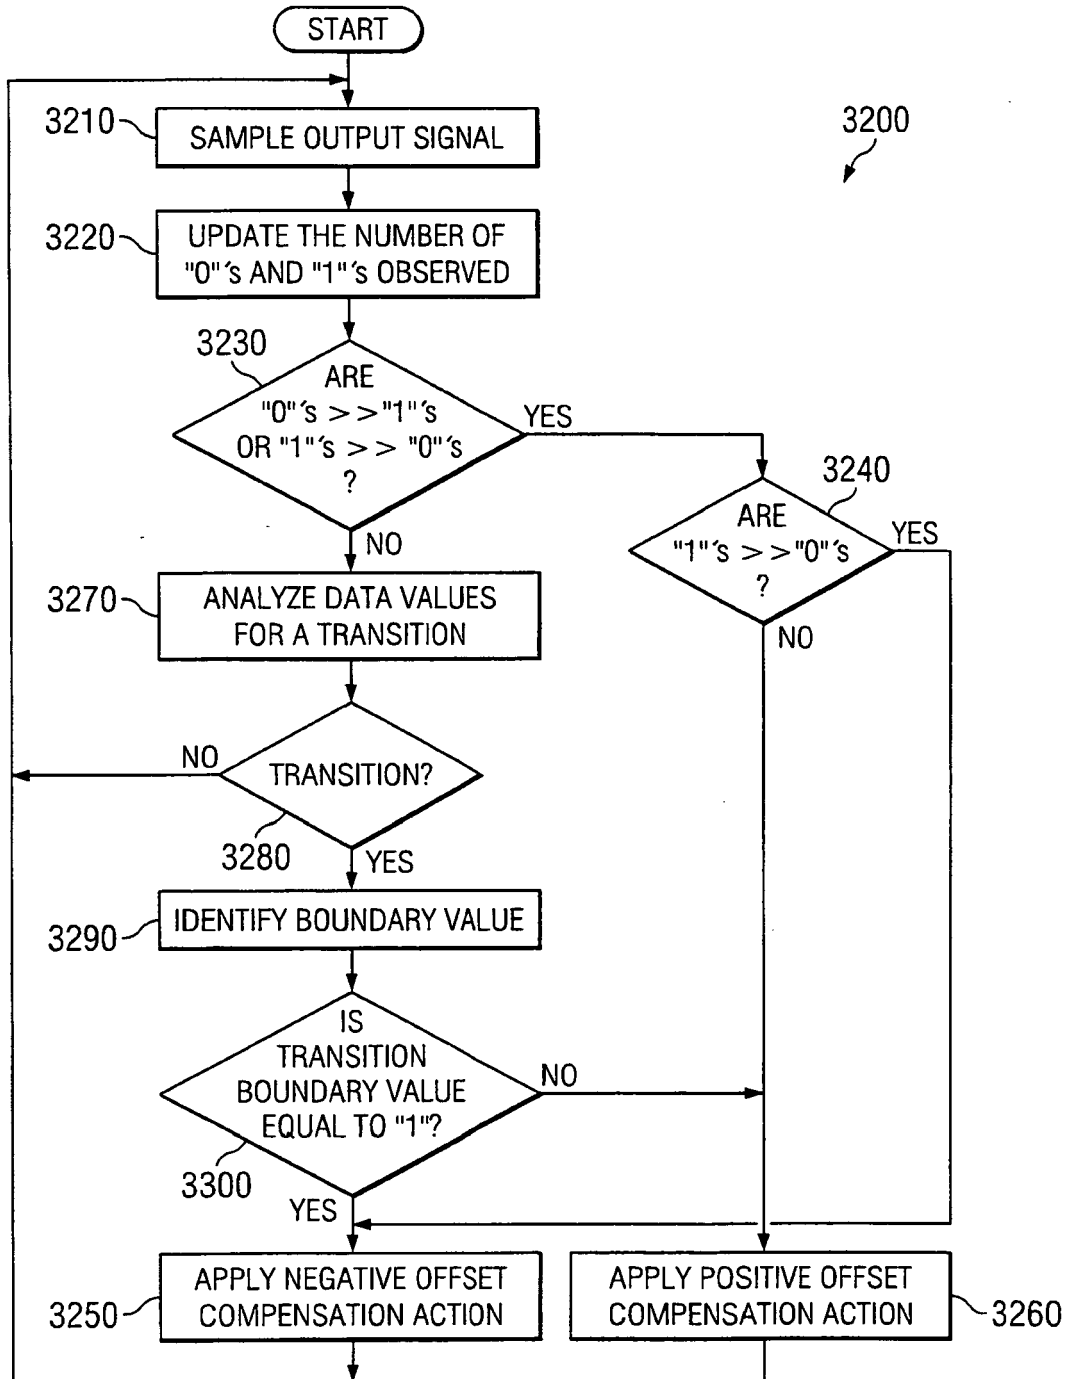 START
3210
SAMPLE OUTPUT SIGNAL
3200
3220
UPDATE THE NUMBER OF
"0"'s AND "1"'s OBSERVED
3230
ARE
"0"'s >> "1"'s
OR "1"'s >> "0"'s
?
YES
NO
3240
ARE
"1"'s >> "0"'s
?
YES
NO
3270
ANALYZE DATA VALUES
FOR A TRANSITION
NO
TRANSITION?
3280
YES
3290
IDENTIFY BOUNDARY VALUE
IS
TRANSITION
BOUNDARY VALUE
EQUAL TO "1"?
NO
3300
YES
3250
APPLY NEGATIVE OFFSET
COMPENSATION ACTION
APPLY POSITIVE OFFSET
COMPENSATION ACTION
3260